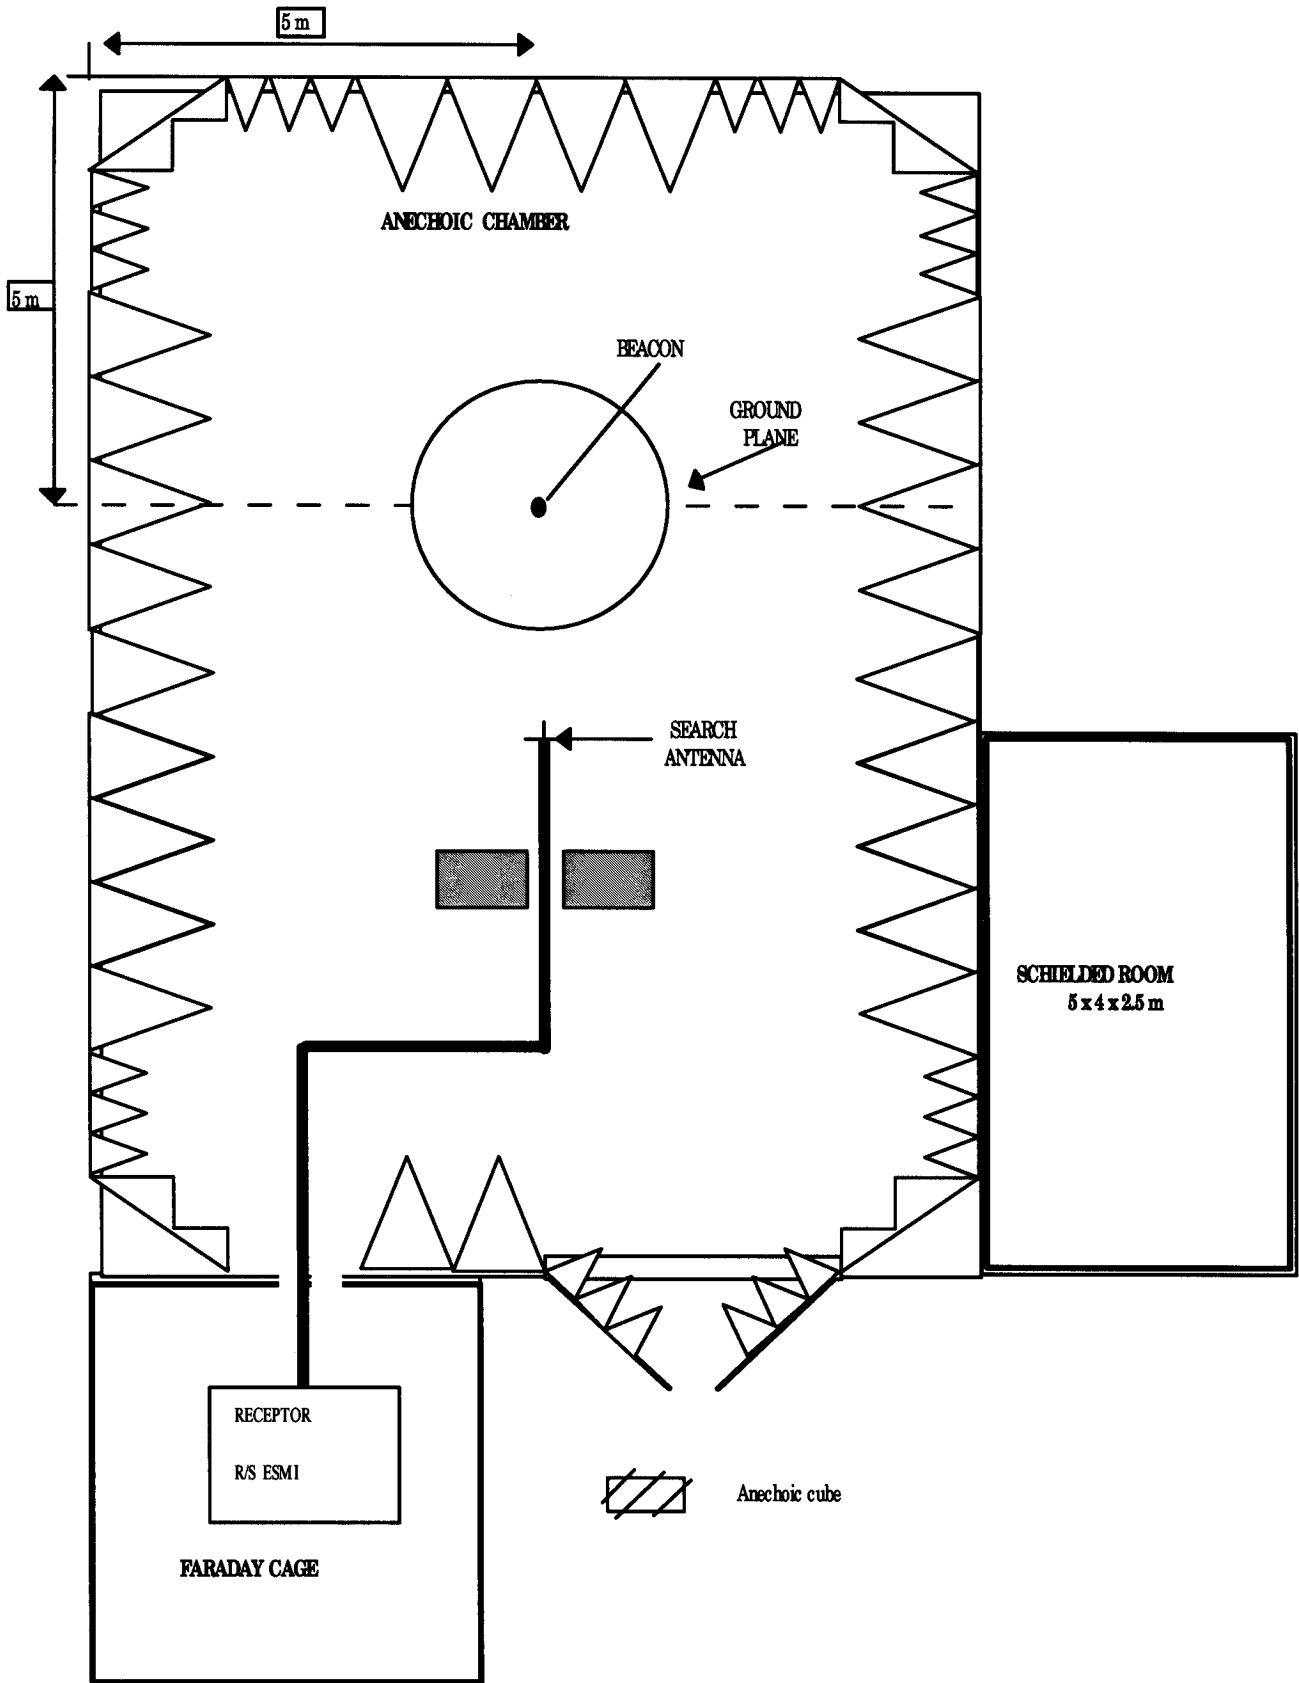 5 m
ANECHOIC CHAMBER
5 m
BEACON
GROUND
PLANE
SEARCH
ANTENNA
SCHIELDED ROOM
5 x 4 x 2.5 m
RECEPTOR
R/S ESMI
Anechoic cube
FARADAY CAGE